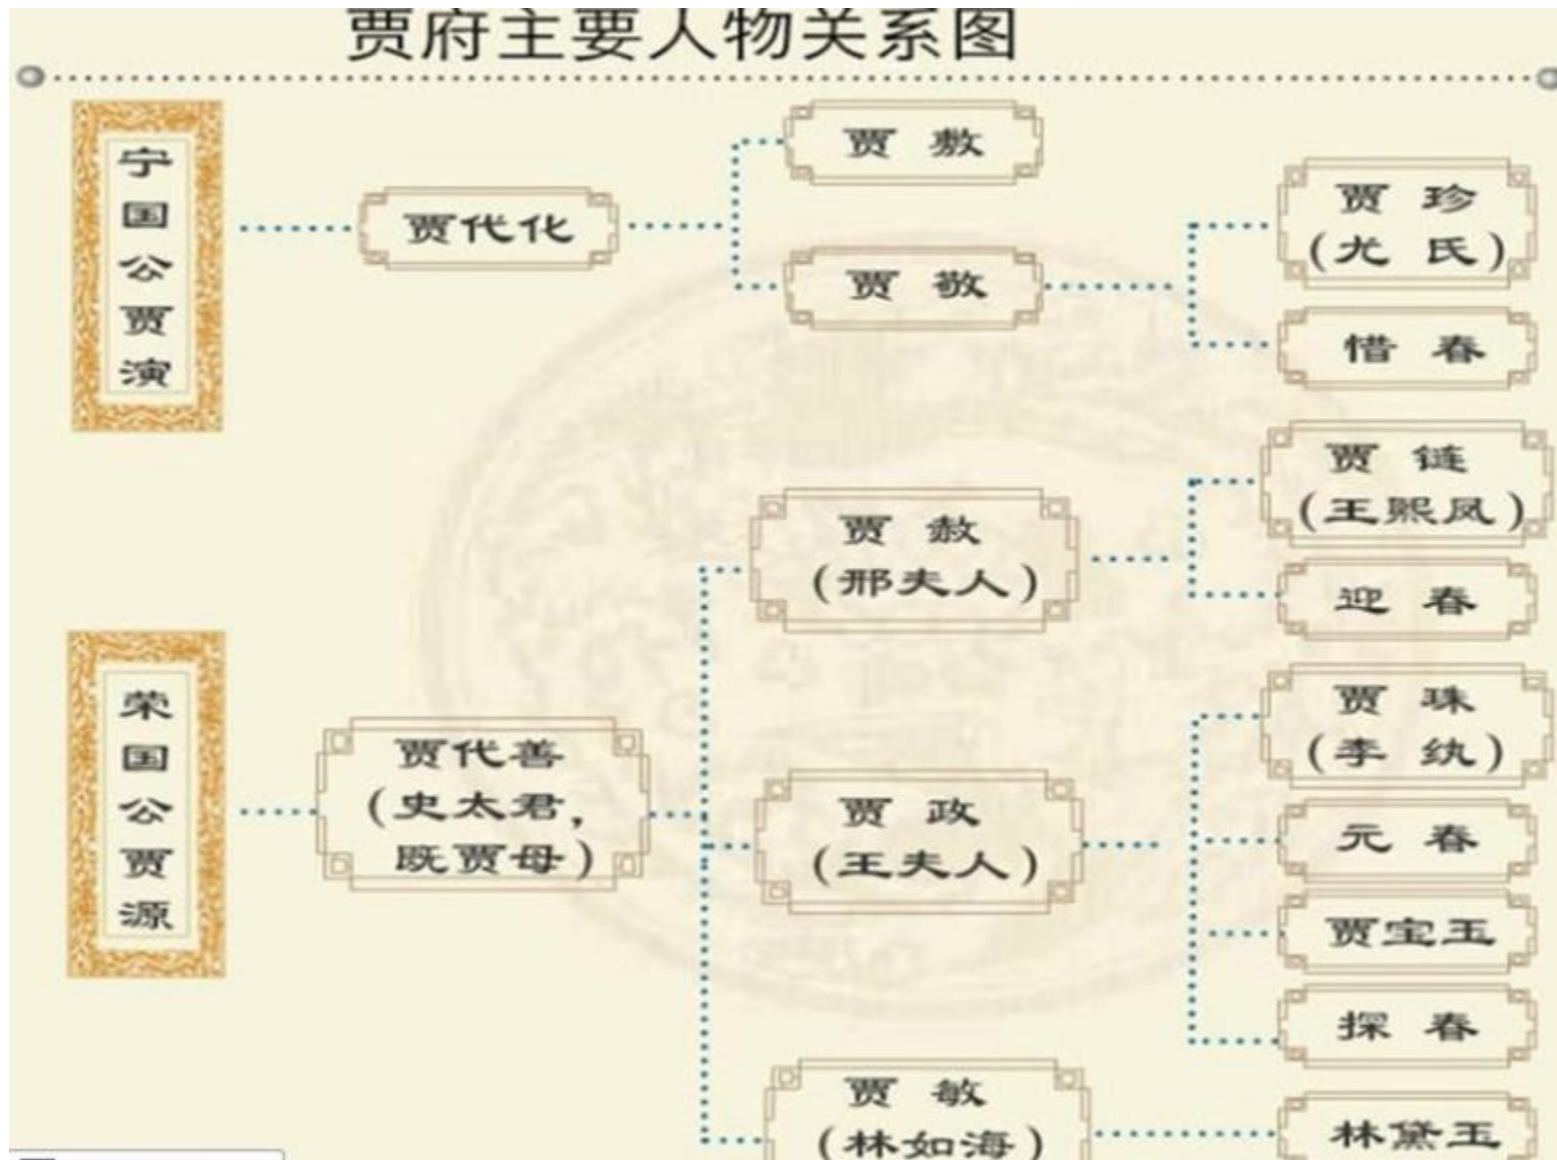 贾府主要人物关系图
宁国公贾演
贾代化
贾 敷
贾 敬
贾 珍
(尤 氏)
惜春
荣国公贾源
贾代善
(史太君,
既贾母)
贾 赦
(邢夫人)
贾 链
(王熙凤)
迎春
贾 政
(王夫人)
贾 珠
(李 纨)
元春
贾宝玉
探春
贾 敏
(林如海)
林黛玉